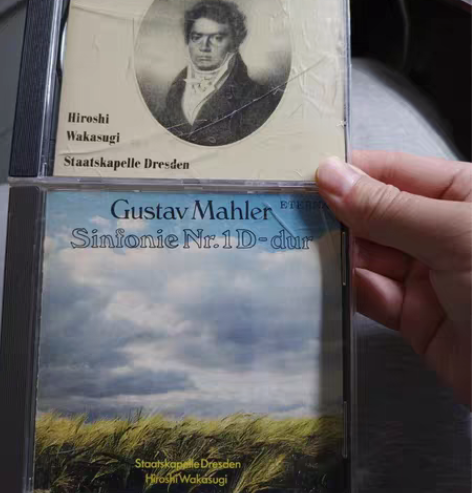 Hiroshi
Wakasugi
Staatskapelle Dresden
Gustav Mahler
Sinfonie Nr.1 D-dur
Staatskapelle Dresden
Hiroshi Wakasugi